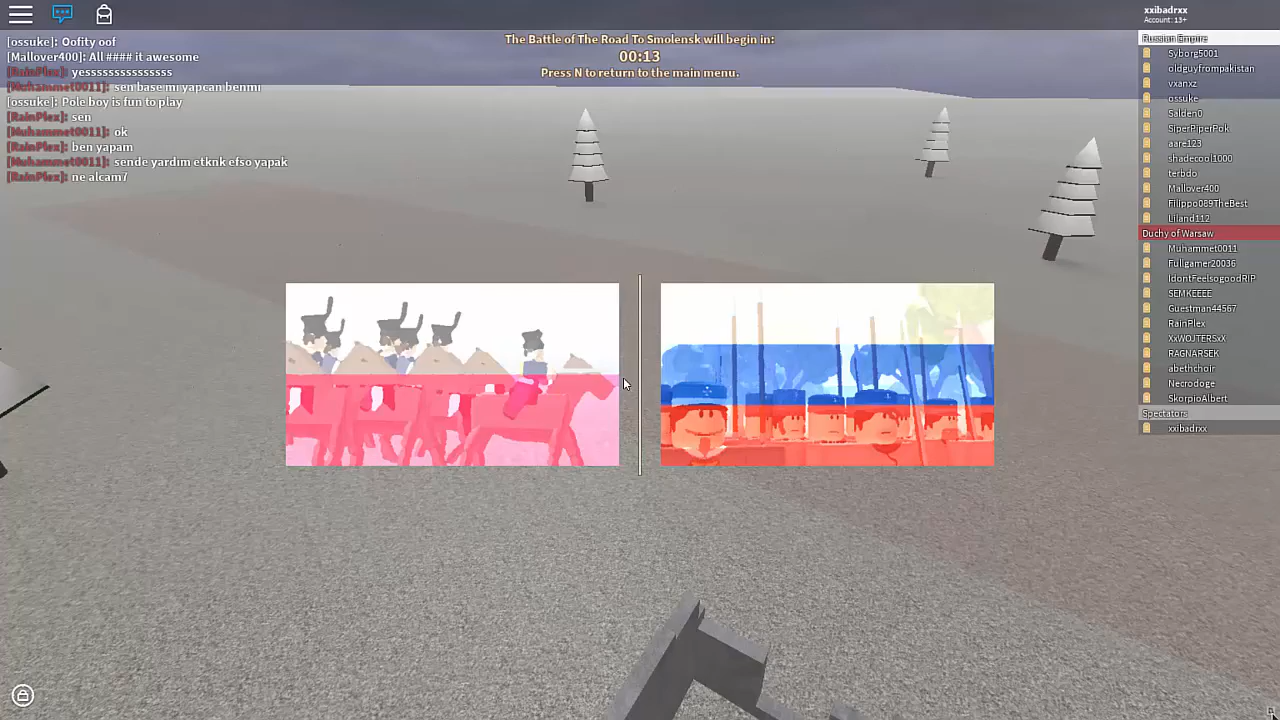 xxibadrxx
Account: 13+
[ossuke]: Oofity oof
[Mallover400]: All #### it awesome
[RainPlex]: yesssssssssssssss
[Muhammet0011]: sen base mi yapcan benmi
[ossuke]: Pole boy is fun to play
[RainPlex]: sen
[Muhammet0011]: ok
[RainPlex]: ben yapam
[Muhammet0011]: sende yardım etknk efso yapak
[RainPlex]: ne alcam?
The Battle of The Road To Smolensk will begin in:
00:13
Press N to return to the main menu.
Russian Empire
Syborg5001
oldguyfrompakistan
vxanxz
ossuke
Salden0
SiperPiperPok
aare123
shadecool1000
terbdo
Mallover400
Filippo089TheBest
Liland112
Duchy of Warsaw
Muhammet0011
Fullgamer20036
IdontFeelsogoodRIP
SEMKEEEE
Guestman44567
RainPlex
XxWOJTERSxX
RAGNARSEK
abethchoir
Necrodoge
SkorpioAlbert
Spectators
xxibadrxx